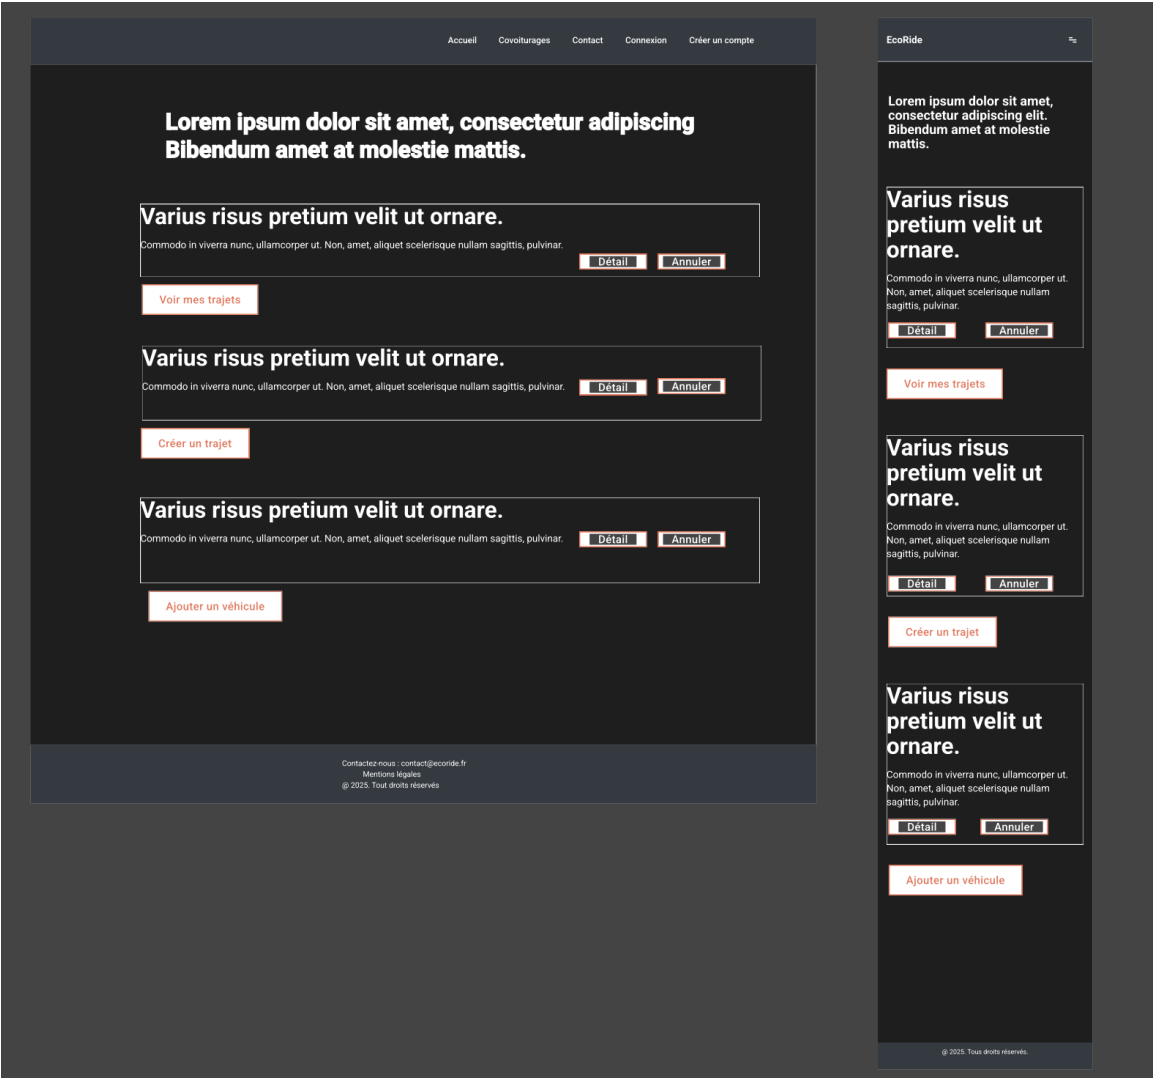 Accueil Covoiturages Contact Connexion Créer un compte
Lorem ipsum dolor sit amet, consectetur adipiscing
Bibendum amet at molestie mattis.
Varius risus pretium velit ut ornare.
Commodo in viverra nunc, ullamcorper ut. Non, amet, aliquet scelerisque nullam sagittis, pulvinar.
Détail Annuler
Voir mes trajets
Varius risus pretium velit ut ornare.
Commodo in viverra nunc, ullamcorper ut. Non, amet, aliquet scelerisque nullam sagittis, pulvinar.
Détail Annuler
Créer un trajet
Varius risus pretium velit ut ornare.
Commodo in viverra nunc, ullamcorper ut. Non, amet, aliquet scelerisque nullam sagittis, pulvinar.
Détail Annuler
Ajouter un véhicule
Contactez-nous : contact@ecoride.fr
Mentions légales
@ 2025. Tout droits réservés
EcoRide
Lorem ipsum dolor sit amet,
consectetur adipiscing elit.
Bibendum amet at molestie
mattis.
Varius risus
pretium velit ut
ornare.
Commodo in viverra nunc, ullamcorper ut.
Non, amet, aliquet scelerisque nullam
sagittis, pulvinar.
Détail Annuler
Voir mes trajets
Varius risus
pretium velit ut
ornare.
Commodo in viverra nunc, ullamcorper ut.
Non, amet, aliquet scelerisque nullam
sagittis, pulvinar.
Détail Annuler
Créer un trajet
Varius risus
pretium velit ut
ornare.
Commodo in viverra nunc, ullamcorper ut.
Non, amet, aliquet scelerisque nullam
sagittis, pulvinar.
Détail Annuler
Ajouter un véhicule
@ 2025. Tous droits réservés.